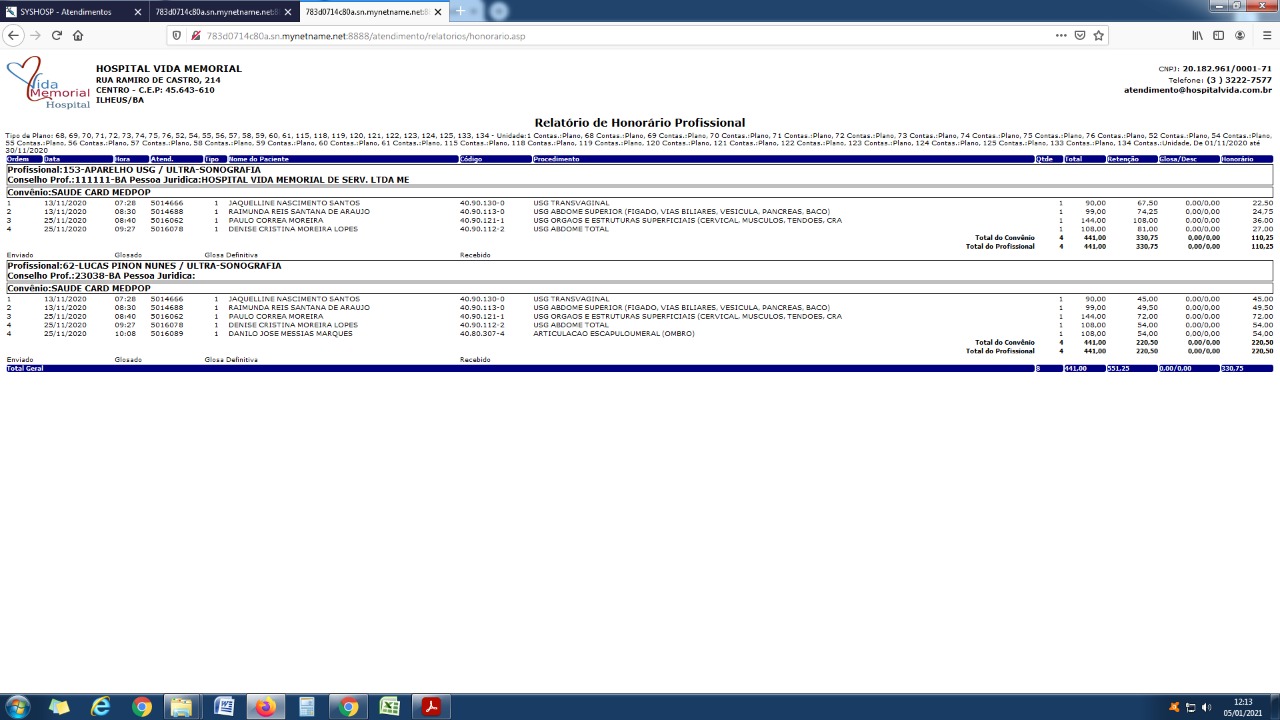 SYSHOSP - Atendimentos
783d0714c80a.sn.mynetname.net:8
783d0714c80a.sn.mynetname.net:8
783d0714c80a.sn.mynetname.net:8888/atendimento/relatorios/honorario.asp
Vida Memorial Hospital
HOSPITAL VIDA MEMORIAL
RUA RAMIRO DE CASTRO, 214
CENTRO - C.E.P: 45.643-610
ILHEUS/BA
CNPJ: 20.182.961/0001-71
Telefone: (3 ) 3222-7577
atendimento@hospitalvida.com.br
Relatório de Honorário Profissional
Tipo de Plano: 68, 69, 70, 71, 72, 73, 74, 75, 76, 52, 54, 55, 56, 57, 58, 59, 60, 61, 115, 118, 119, 120, 121, 122, 123, 124, 125, 133, 134 - Unidade:1 Contas.:Plano, 68 Contas.:Plano, 69 Contas.:Plano, 70 Contas.:Plano, 71 Contas.:Plano, 72 Contas.:Plano, 73 Contas.:Plano, 74 Contas.:Plano, 75 Contas.:Plano, 76 Contas.:Plano, 52 Contas.:Plano, 54 Contas.:Plano,
55 Contas.:Plano, 56 Contas.:Plano, 57 Contas.:Plano, 58 Contas.:Plano, 59 Contas.:Plano, 60 Contas.:Plano, 61 Contas.:Plano, 115 Contas.:Plano, 118 Contas.:Plano, 119 Contas.:Plano, 120 Contas.:Plano, 121 Contas.:Plano, 122 Contas.:Plano, 123 Contas.:Plano, 124 Contas.:Plano, 125 Contas.:Plano, 133 Contas.:Plano, 134 Contas.:Unidade, De 01/11/2020 até
30/11/2020
Ordem Data Hora Atend. Tipo Nome do Paciente Código Procedimento Qtde Total Retenção Glosa/Desc Honorário
Profissional:153-APARELHO USG / ULTRA-SONOGRAFIA
Conselho Prof.:111111-BA Pessoa Juridica:HOSPITAL VIDA MEMORIAL DE SERV. LTDA ME
Convênio:SAUDE CARD MEDPOP
1 13/11/2020 07:28 5014666 1 JAQUELLINE NASCIMENTO SANTOS 40.90.130-0 USG TRANSVAGINAL 1 90,00 67,50 0.00/0,00 22,50
2 13/11/2020 08:30 5014688 1 RAIMUNDA REIS SANTANA DE ARAUJO 40.90.113-0 USG ABDOME SUPERIOR (FIGADO, VIAS BILIARES, VESICULA, PANCREAS, BACO) 1 99,00 74,25 0.00/0,00 24,75
3 25/11/2020 08:40 5016062 1 PAULO CORREA MOREIRA 40.90.121-1 USG ORGAOS E ESTRUTURAS SUPERFICIAIS (CERVICAL, MUSCULOS, TENDOES, CRA 1 144,00 108,00 0.00/0,00 36,00
4 25/11/2020 09:27 5016078 1 DENISE CRISTINA MOREIRA LOPES 40.90.112-2 USG ABDOME TOTAL 1 108,00 81,00 0.00/0,00 27,00
Total do Convênio 4 441,00 330,75 0,00/0,00 110,25
Total do Profissional 4 441,00 330,75 0,00/0,00 110,25
Enviado Glosado Glosa Definitiva Recebido
Profissional:62-LUCAS PINON NUNES / ULTRA-SONOGRAFIA
Conselho Prof.:23038-BA Pessoa Juridica:
Convênio:SAUDE CARD MEDPOP
1 13/11/2020 07:28 5014666 1 JAQUELLINE NASCIMENTO SANTOS 40.90.130-0 USG TRANSVAGINAL 1 90,00 45,00 0.00/0,00 45,00
2 13/11/2020 08:30 5014688 1 RAIMUNDA REIS SANTANA DE ARAUJO 40.90.113-0 USG ABDOME SUPERIOR (FIGADO, VIAS BILIARES, VESICULA, PANCREAS, BACO) 1 99,00 49,50 0.00/0,00 49,50
3 25/11/2020 08:40 5016062 1 PAULO CORREA MOREIRA 40.90.121-1 USG ORGAOS E ESTRUTURAS SUPERFICIAIS (CERVICAL, MUSCULOS, TENDOES, CRA 1 144,00 72,00 0.00/0,00 72,00
4 25/11/2020 09:27 5016078 1 DENISE CRISTINA MOREIRA LOPES 40.90.112-2 USG ABDOME TOTAL 1 108,00 54,00 0.00/0,00 54,00
4 25/11/2020 10:08 5016089 1 DANILO JOSE MESSIAS MARQUES 40.80.307-4 ARTICULACAO ESCAPULOUMERAL (OMBRO) 1 108,00 54,00 0.00/0,00 54,00
Total do Convênio 4 441,00 220,50 0,00/0,00 220,50
Total do Profissional 4 441,00 220,50 0,00/0,00 220,50
Enviado Glosado Glosa Definitiva Recebido
Total Geral 8 441,00 551,25 0.00/0,00 330,75
12:13
05/01/2021